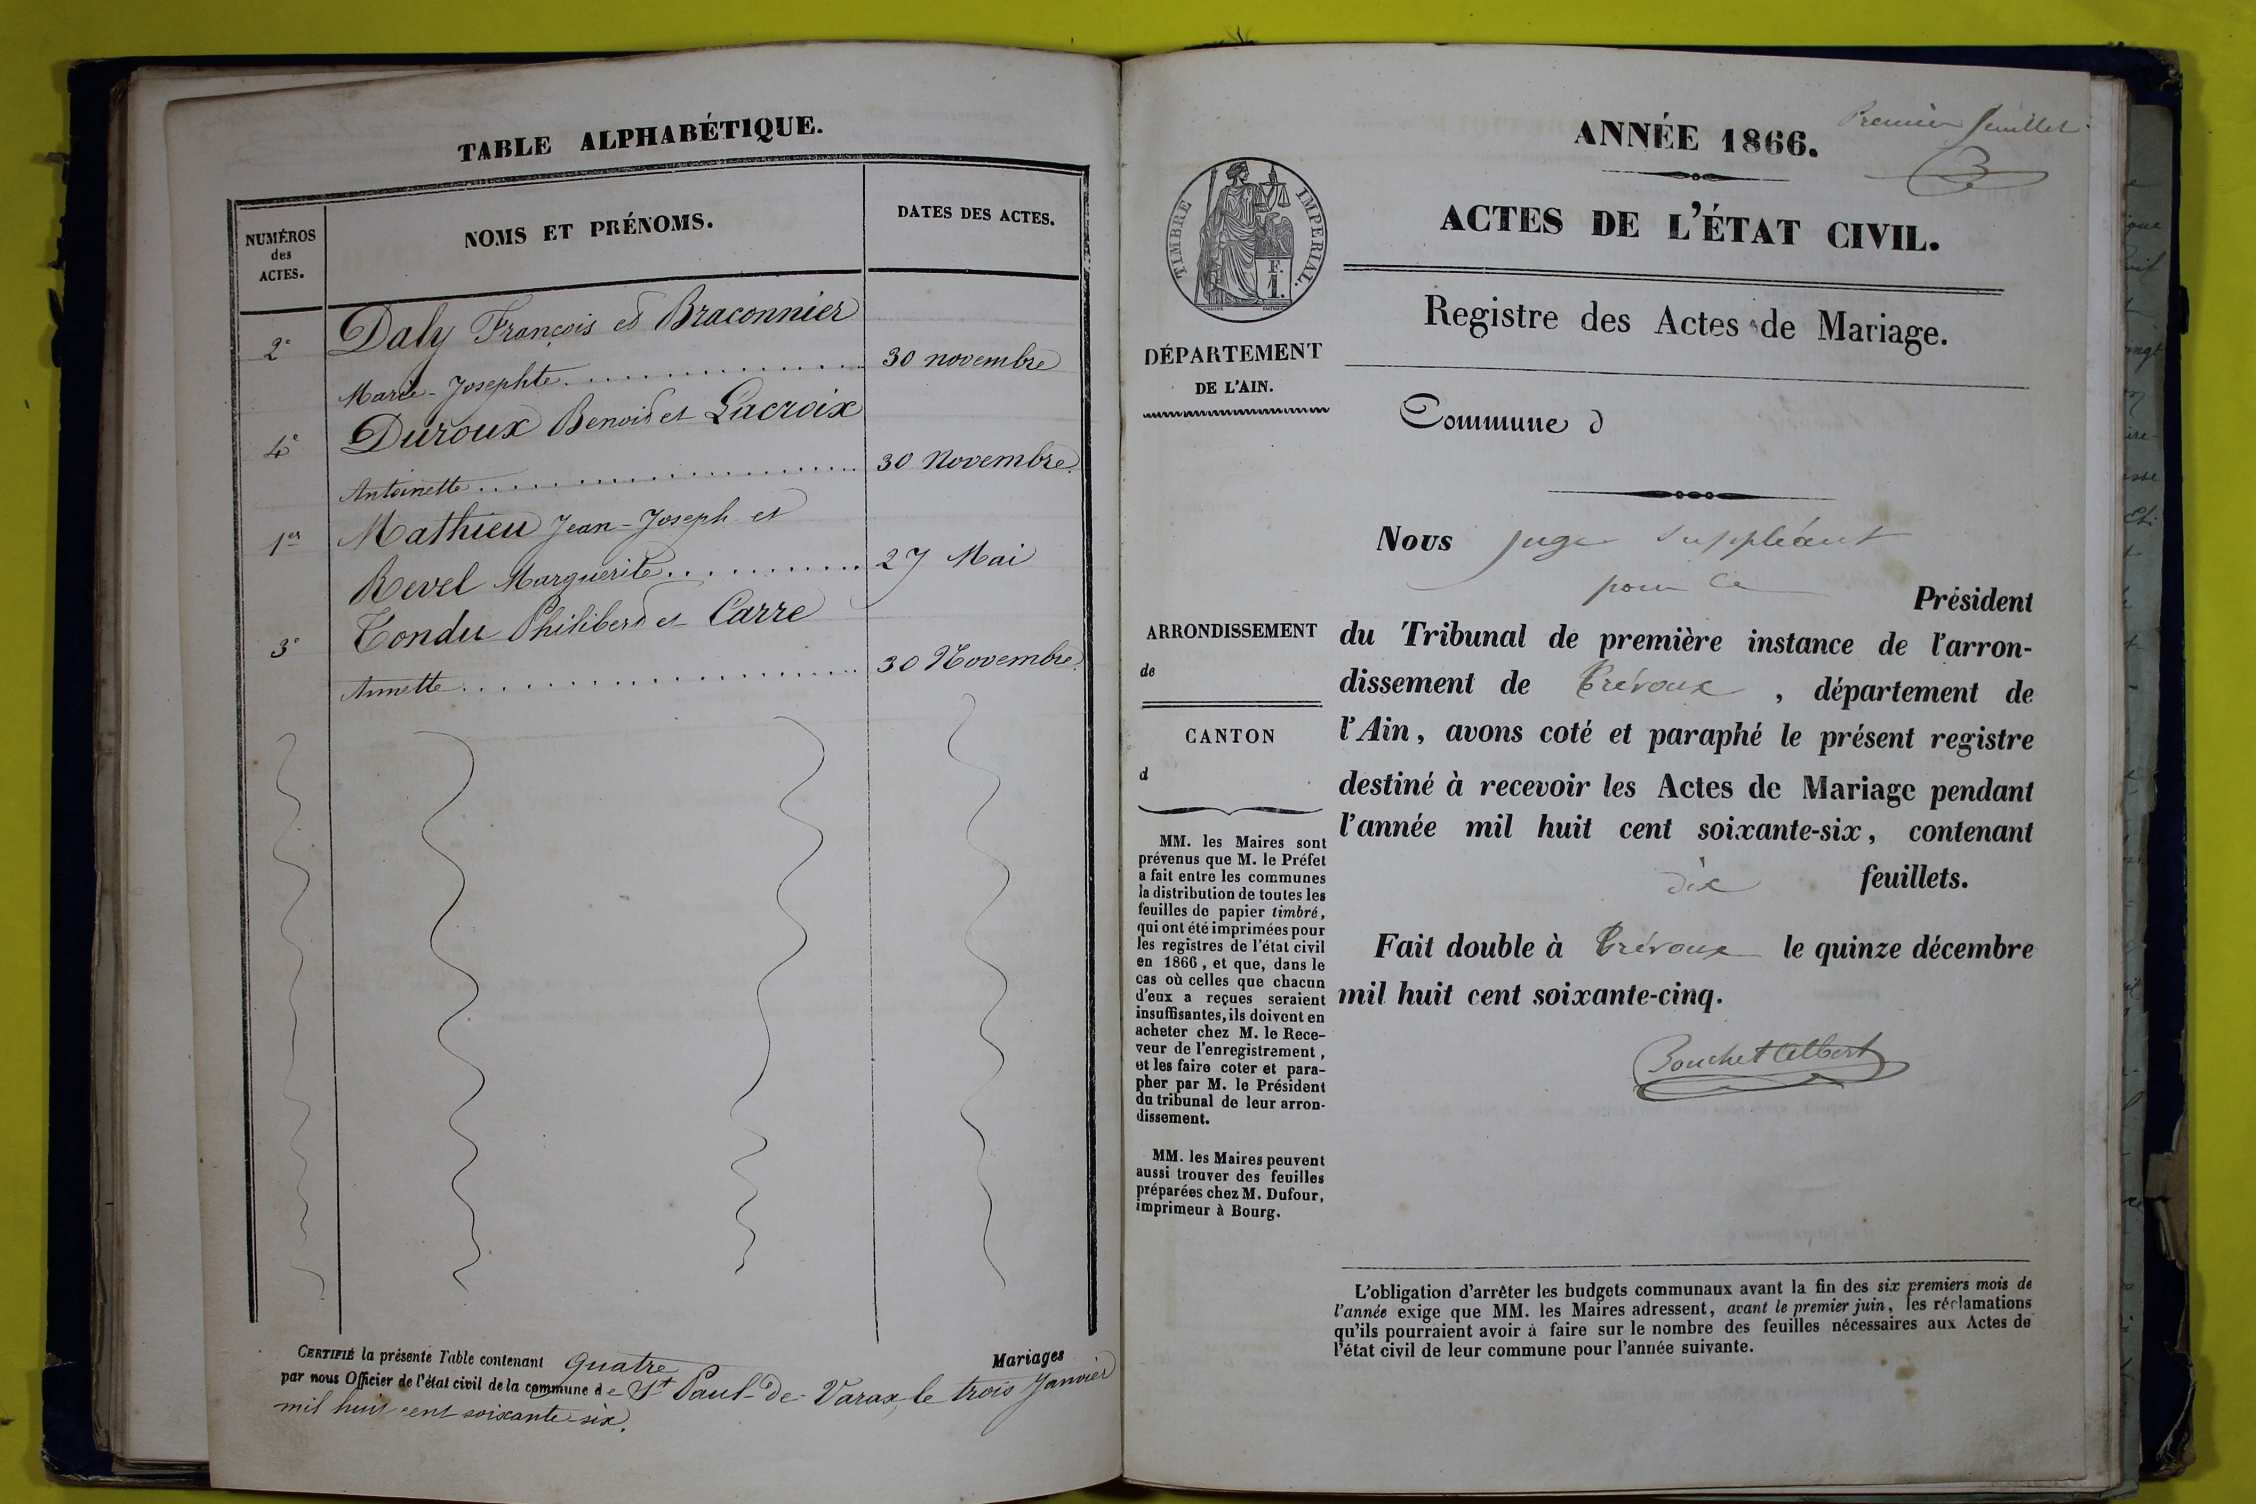 TABLE ALPHABÉTIQUE.
NUMÉROS
des
ACTES.
NOMS ET PRÉNOMS.
DATES DES ACTES.
2e Daly François et Braconnier
Marie-Josephte 30 novembre
4e Duroux Benoit et Lacroix
Antoinette 30 Novembre.
1er Mathieu Jean-Joseph et
Revel Marguerite 27 Mai
3e Tondu Philibert et Carre
Annette 30 Novembre.
CERTIFIÉ la présente Table contenant Quatre Mariages
par nous Officier de l'état civil de la commune de St Paul-de-Varax, le trois Janvier
mil huit cent soixante-six.
Premier feuillet
ANNÉE 1866.
ACTES DE L'ÉTAT CIVIL.
TIMBRE IMPERIAL.
F.
1.
Registre des Actes de Mariage.
DÉPARTEMENT
DE L'AIN.
Commune d
Nous juge suppléant
pour le Président
ARRONDISSEMENT
de
CANTON
d
du Tribunal de première instance de l'arron-
dissement de Trévoux, département de
l'Ain, avons coté et paraphé le présent registre
destiné à recevoir les Actes de Mariage pendant
l'année mil huit cent soixante-six, contenant
dix feuillets.
Fait double à Trévoux le quinze décembre
mil huit cent soixante-cinq.
Bouchet Albert
MM. les Maires sont
prévenus que M. le Préfet
a fait entre les communes
la distribution de toutes les
feuilles de papier timbré,
qui ont été imprimées pour
les registres de l'état civil
en 1866, et que, dans le
cas où celles que chacun
d'eux a reçues seraient
insuffisantes, ils doivent en
acheter chez M. le Rece-
veur de l'enregistrement,
et les faire coter et para-
pher par M. le Président
du tribunal de leur arron-
dissement.
MM. les Maires peuvent
aussi trouver des feuilles
préparées chez M. Dufour,
imprimeur à Bourg.
L'obligation d'arrêter les budgets communaux avant la fin des six premiers mois de
l'année exige que MM. les Maires adressent, avant le premier juin, les réclamations
qu'ils pourraient avoir à faire sur le nombre des feuilles nécessaires aux Actes de
l'état civil de leur commune pour l'année suivante.